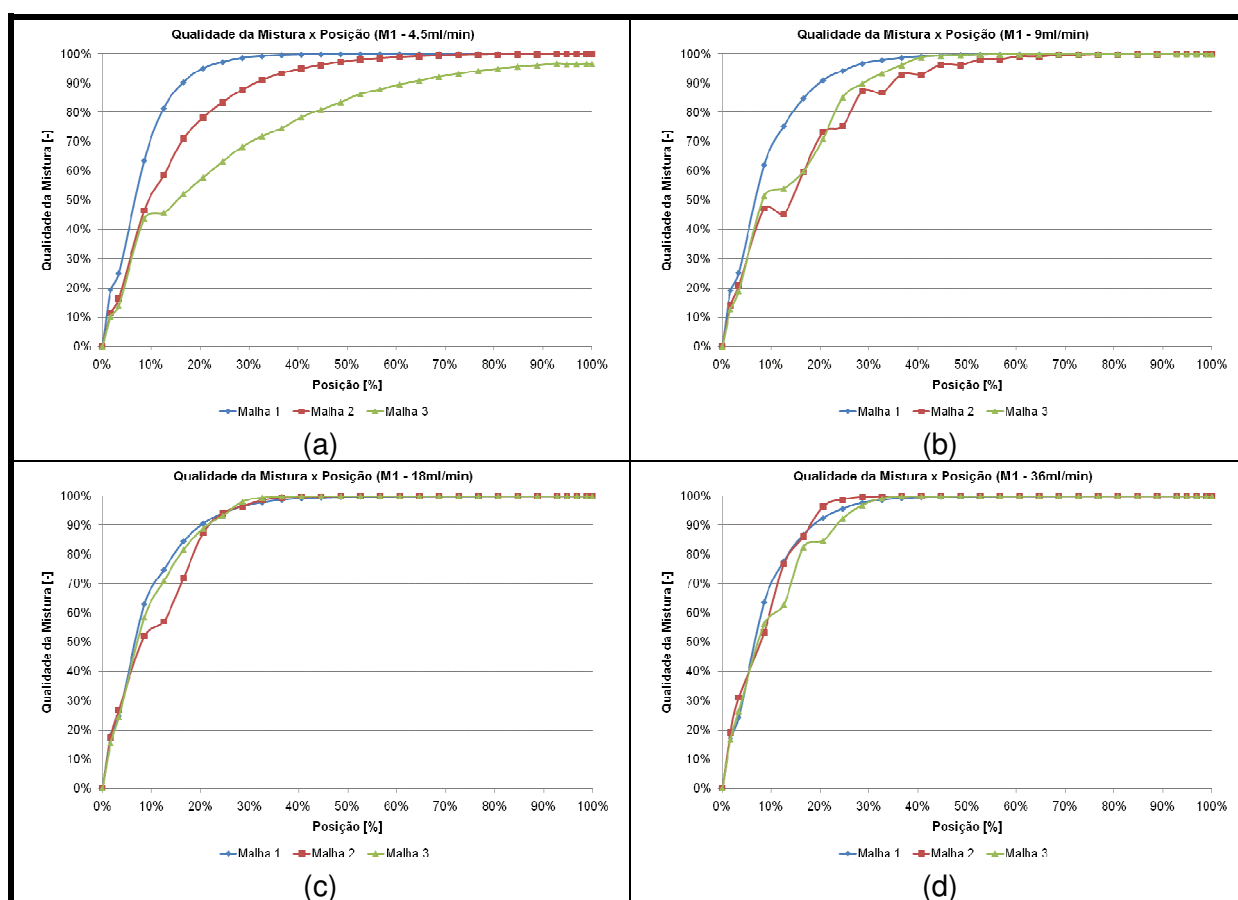 Qualidade da Mistura x Posição (M1 - 4.5ml/min)
100%
90%
80%
70%
60%
50%
40%
30%
20%
10%
0%
Qualidade da Mistura [-]
0% 10% 20% 30% 40% 50% 60% 70% 80% 90% 100%
Posição [%]
Malha 1 Malha 2 Malha 3
(a)
Qualidade da Mistura x Posição (M1 - 9ml/min)
100%
90%
80%
70%
60%
50%
40%
30%
20%
10%
0%
Qualidade da Mistura [-]
0% 10% 20% 30% 40% 50% 60% 70% 80% 90% 100%
Posição [%]
Malha 1 Malha 2 Malha 3
(b)
Qualidade da Mistura x Posição (M1 - 18ml/min)
100%
90%
80%
70%
60%
50%
40%
30%
20%
10%
0%
Qualidade da Mistura [-]
0% 10% 20% 30% 40% 50% 60% 70% 80% 90% 100%
Posição [%]
Malha 1 Malha 2 Malha 3
(c)
Qualidade da Mistura x Posição (M1 - 36ml/min)
100%
90%
80%
70%
60%
50%
40%
30%
20%
10%
0%
Qualidade da Mistura [-]
0% 10% 20% 30% 40% 50% 60% 70% 80% 90% 100%
Posição [%]
Malha 1 Malha 2 Malha 3
(d)